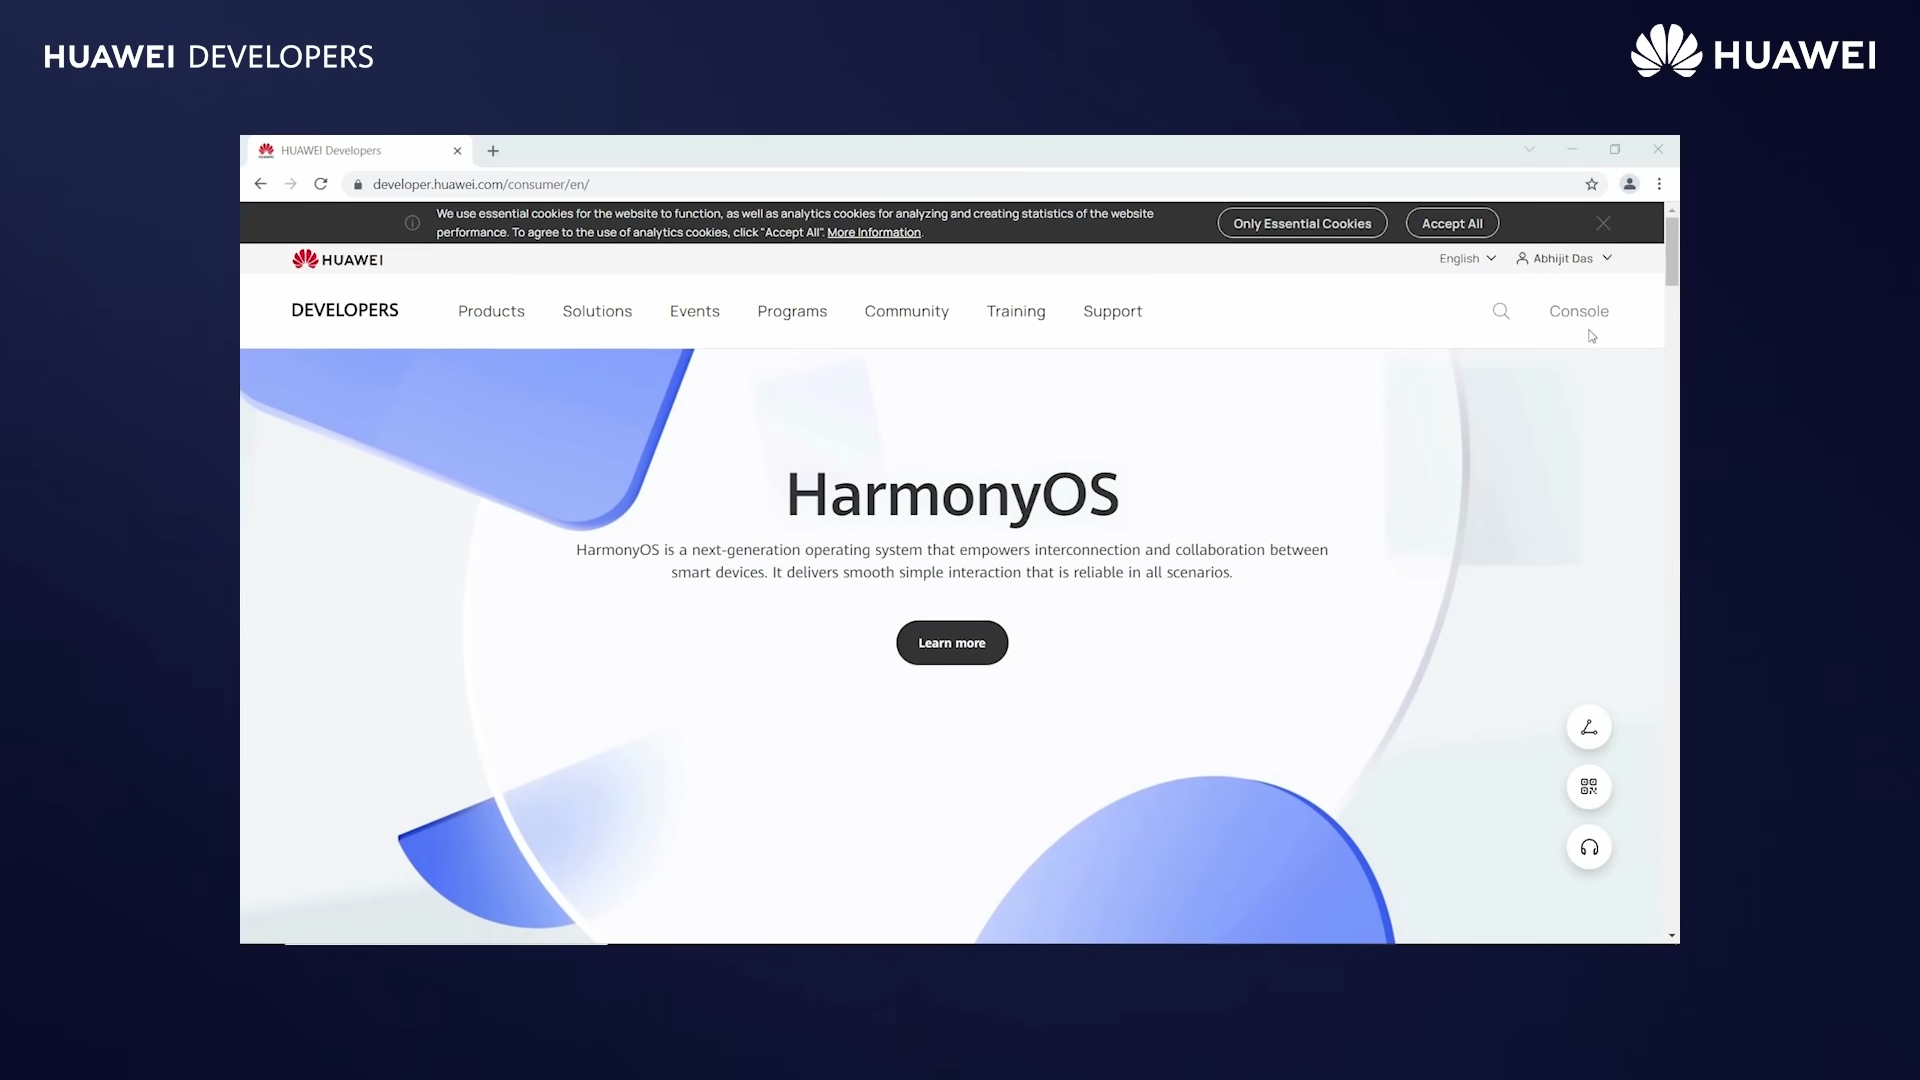 HUAWEI DEVELOPERS
HUAWEI
HUAWEI Developers
developer.huawei.com/consumer/en/
We use essential cookies for the website to function, as well as analytics cookies for analyzing and creating statistics of the website
performance. To agree to the use of analytics cookies, click "Accept All". More Information.
Only Essential Cookies
Accept All
HUAWEI
English
Abhijit Das
DEVELOPERS
Products
Solutions
Events
Programs
Community
Training
Support
Console
HarmonyOS
HarmonyOS is a next-generation operating system that empowers interconnection and collaboration between
smart devices. It delivers smooth simple interaction that is reliable in all scenarios.
Learn more